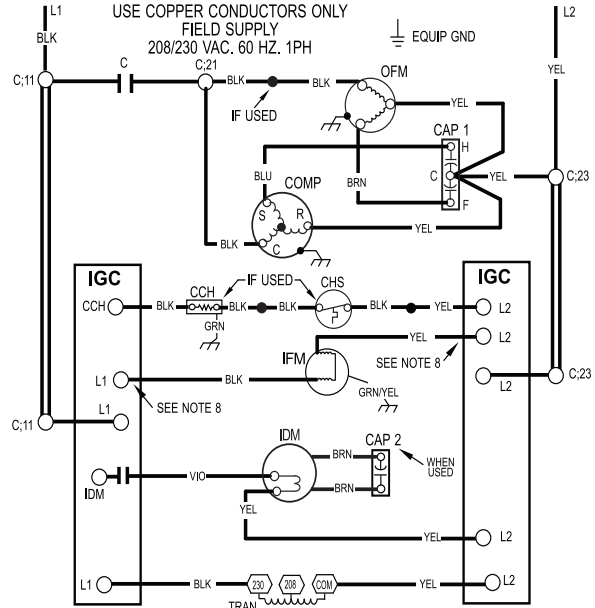 L1
USE COPPER CONDUCTORS ONLY
L2
FIELD SUPPLY
208/230 VAC. 60 HZ. 1PH
EQUIP GND
BLK
YEL
C;11
C
C;21
BLK
BLK
OFM
IF USED
YEL
CAP 1
H
BLU
COMP
BRN
C
YEL
C;23
S
R
YEL
F
BLK
C
IGC
IGC
IF USED
CCH
BLK
CCH
BLK
BLK
CHS
BLK
YEL
L2
GRN
YEL
L2
IFM
SEE NOTE 8
L1
BLK
GRN/YEL
L2
C;23
SEE NOTE 8
L1
C;11
IDM
CAP 2
BRN
WHEN
USED
VIO
IDM
BRN
YEL
YEL
L2
L1
BLK
230
208
COM
YEL
L2
TRAN